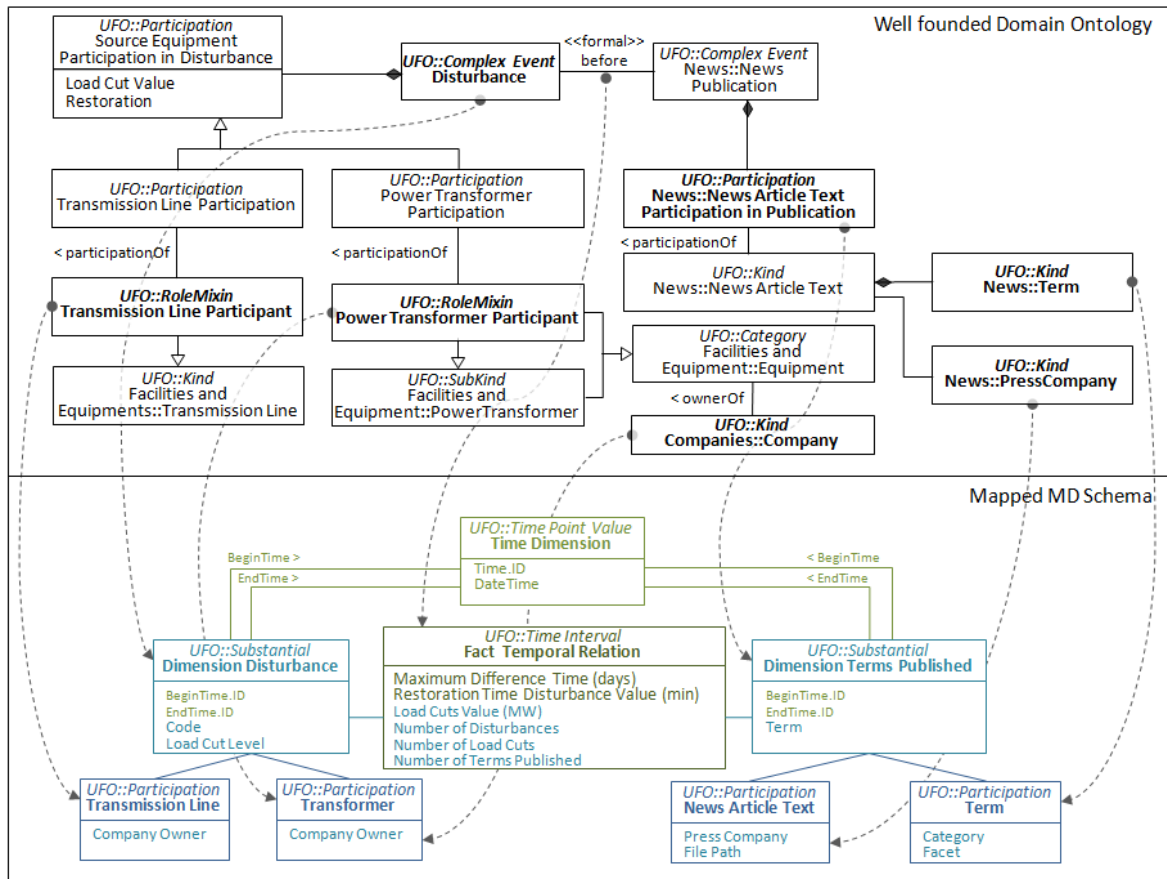 Well founded Domain Ontology
UFO::Participation
Source Equipment
Participation in Disturbance
Load Cut Value
Restoration
UFO::Complex Event
Disturbance
<<formal>>
before
UFO::Complex Event
News::News
Publication
UFO::Participation
Transmission Line Participation
UFO::Participation
Power Transformer
Participation
UFO::Participation
News::News Article Text
Participation in Publication
< participationOf
< participationOf
< participationOf
UFO::RoleMixin
Transmission Line Participant
UFO::RoleMixin
Power Transformer Participant
UFO::Kind
News::News Article Text
UFO::Kind
News::Term
UFO::Category
Facilities and
Equipment::Equipment
UFO::Kind
News::PressCompany
UFO::Kind
Facilities and
Equipments::Transmission Line
UFO::SubKind
Facilities and
Equipment::PowerTransformer
< ownerOf
UFO::Kind
Companies::Company
Mapped MD Schema
UFO::Time Point Value
Time Dimension
Time.ID
DateTime
BeginTime >
EndTime >
< BeginTime
< EndTime
UFO::Substantial
Dimension Disturbance
BeginTime.ID
EndTime.ID
Code
Load Cut Level
UFO::Time Interval
Fact Temporal Relation
Maximum Difference Time (days)
Restoration Time Disturbance Value (min)
Load Cuts Value (MW)
Number of Disturbances
Number of Load Cuts
Number of Terms Published
UFO::Substantial
Dimension Terms Published
BeginTime.ID
EndTime.ID
Term
UFO::Participation
Transmission Line
Company Owner
UFO::Participation
Transformer
Company Owner
UFO::Participation
News Article Text
Press Company
File Path
UFO::Participation
Term
Category
Facet